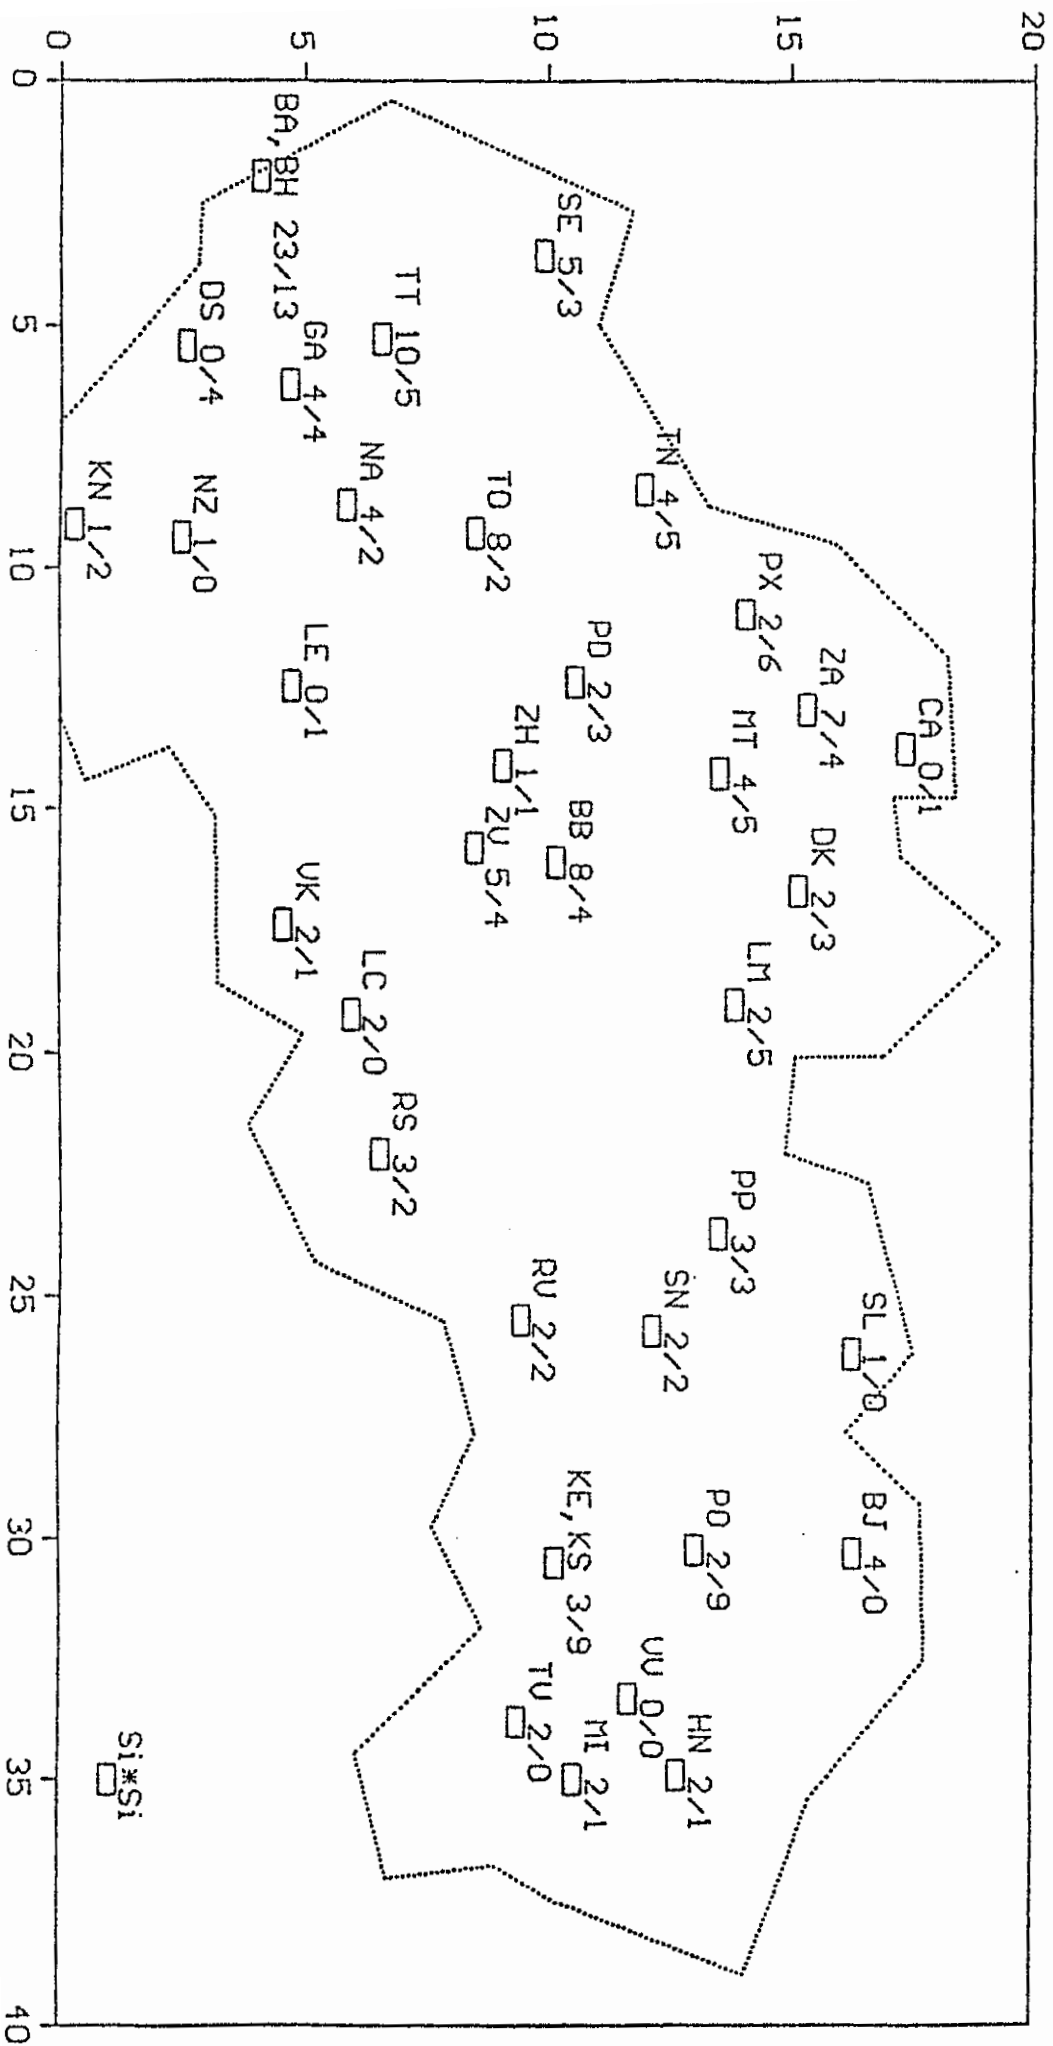 20
15
10
5
0
0
5
10
15
20
25
30
35
40
CA 0/1
SL 1/0
BJ 4/0
ZA 7/4
DK 2/3
PX 2/6
MT 4/5
LM 2/5
PP 3/3
PO 2/9
TN 4/5
SN 2/2
HN 2/1
VV 0/0
SE 5/3
PD 2/3
BB 8/4
KE,KS 3/9
MI 2/1
ZH 1/1
RV 2/2
TV 2/0
TO 8/2
ZV 5/4
TT 10/5
RS 3/2
NA 4/2
LC 2/0
GA 4/4
LE 0/1
VK 2/1
BA,BH 23/13
DS 0/4
NZ 1/0
KN 1/2
Si*Si